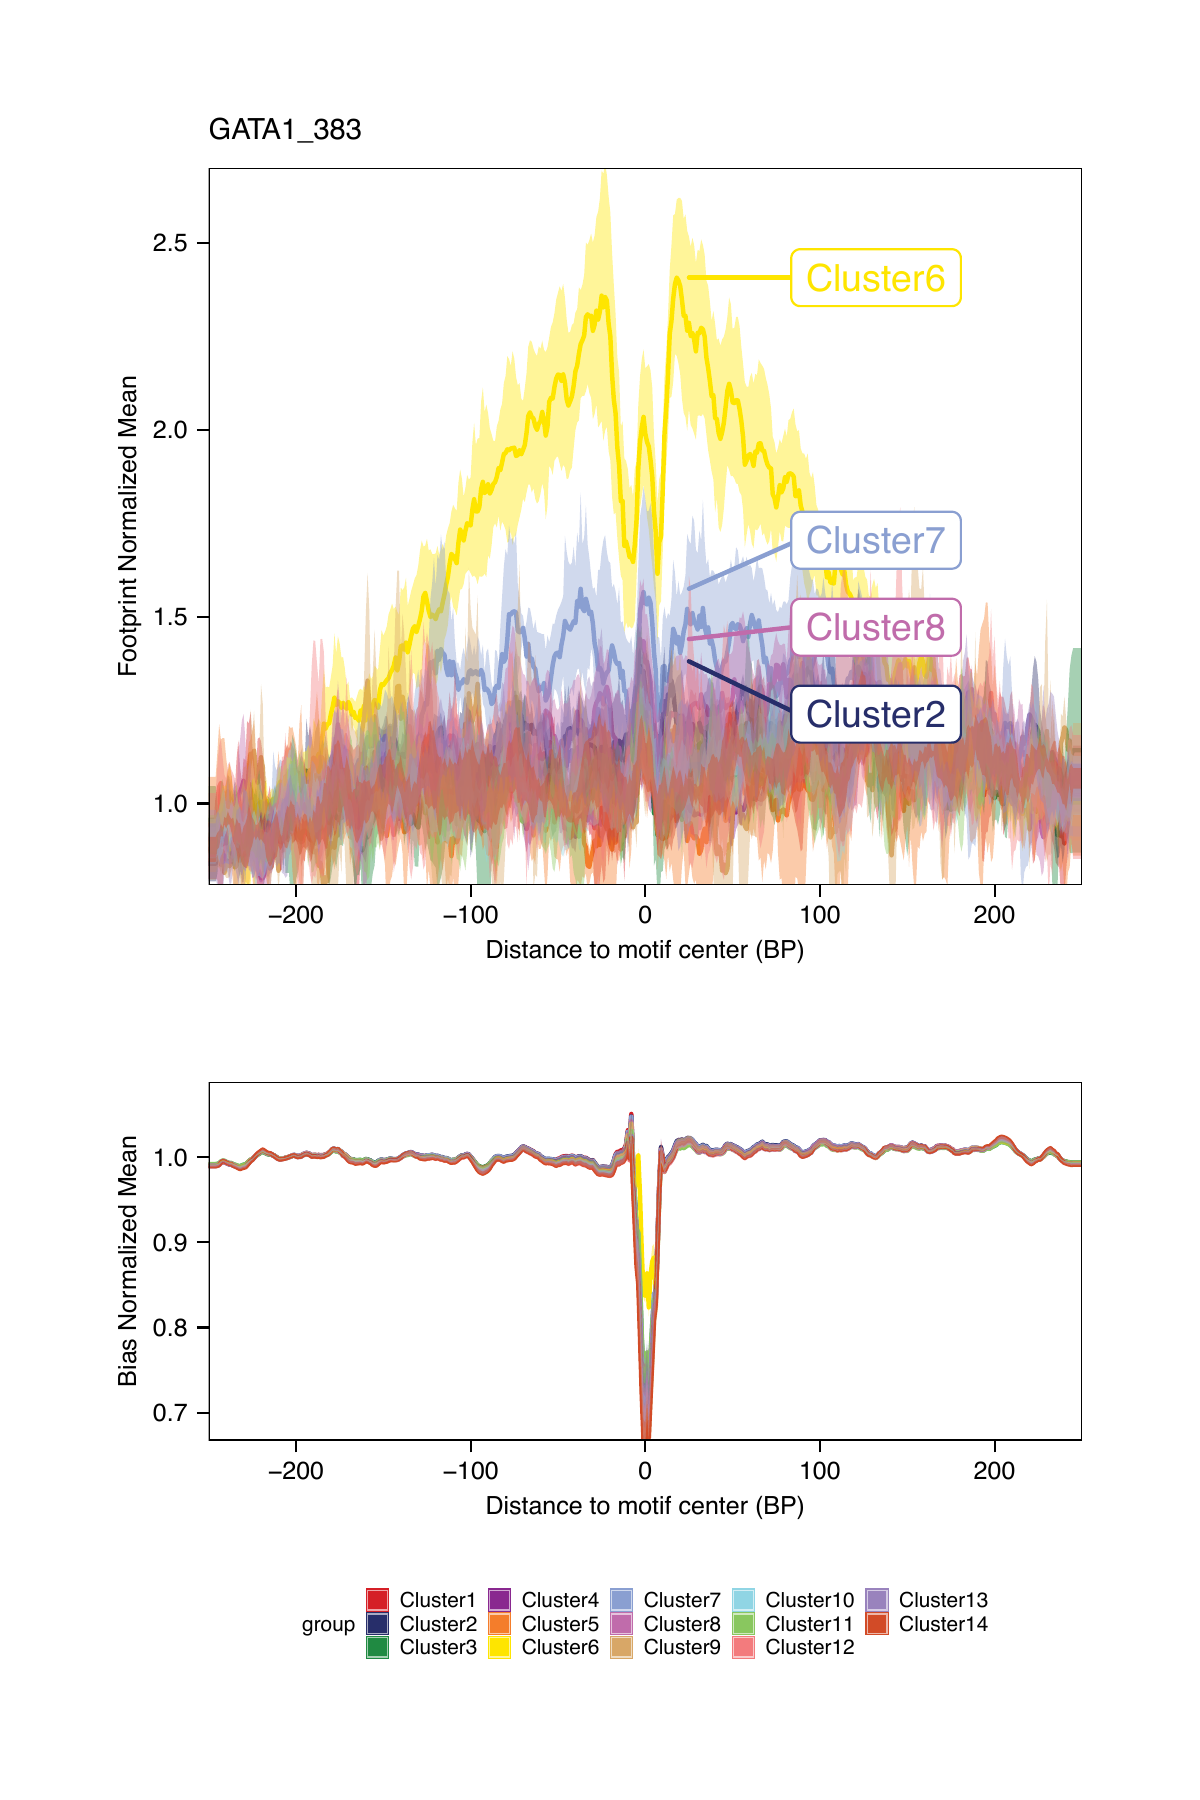 GATA1_383
Footprint Normalized Mean
2.5
2.0
1.5
1.0
Cluster6
Cluster7
Cluster8
Cluster2
−200 −100 0 100 200
Distance to motif center (BP)
Bias Normalized Mean
1.0
0.9
0.8
0.7
−200 −100 0 100 200
Distance to motif center (BP)
Cluster1 Cluster4 Cluster7 Cluster10 Cluster13
group Cluster2 Cluster5 Cluster8 Cluster11 Cluster14
Cluster3 Cluster6 Cluster9 Cluster12